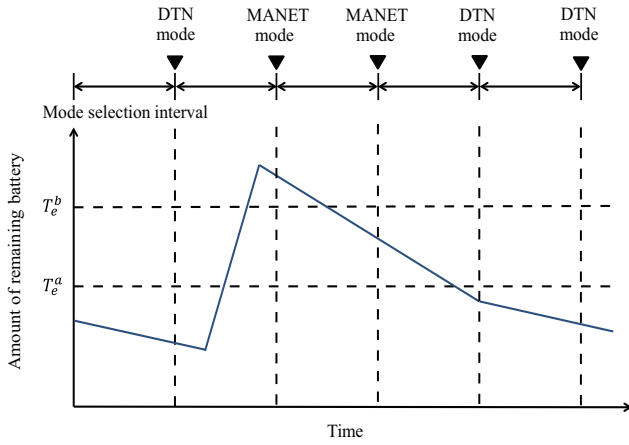 DTN mode
MANET mode
MANET mode
DTN mode
DTN mode
Mode selection interval
Amount of remaining battery
T_e^b
T_e^a
Time